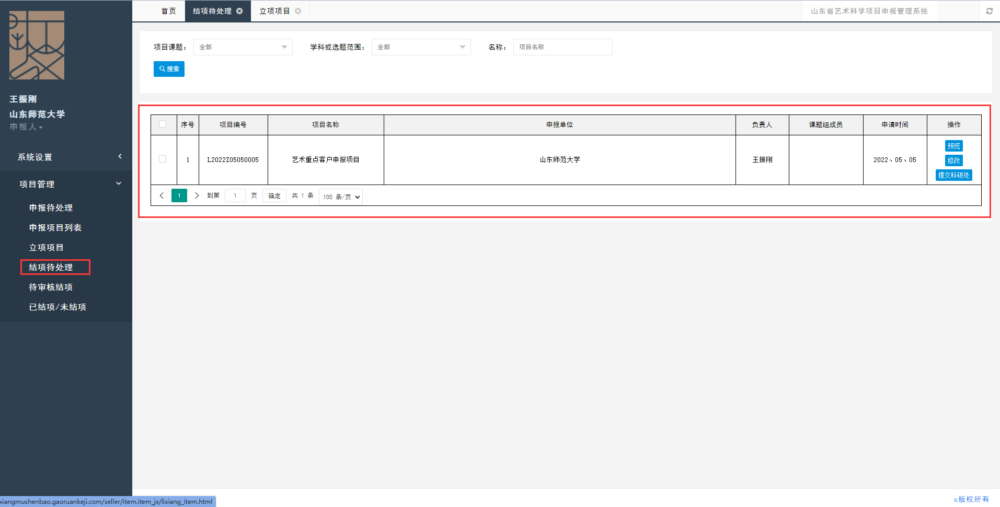 首页
结项待处理
立项项目
山东省艺术科学项目申报管理系统
王振刚
山东师范大学
申报人
系统设置
项目管理
申报待处理
申报项目列表
立项项目
结项待处理
待审核结项
已结项/未结项
项目课题： 全部 学科或选题范围： 全部 名称： 项目名称
搜索
序号 项目编号 项目名称 申报单位 负责人 课题组成员 申请时间 操作
1 L2022Z05050005 艺术重点客户申报项目 山东师范大学 王振刚 2022、05、05 预览
修改
提交科研处
1 到第 1 页 确定 共 1 条 100 条/页
xiangmushenbao.gaoruankeji.com/seller/item.item_jx/lixiang_item.html
c版权所有